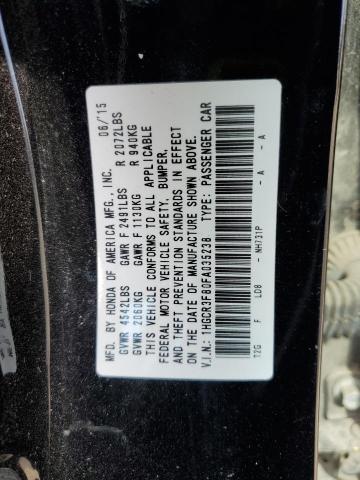 MFD. BY HONDA OF AMERICA MFG., INC. 06/15
GVWR 4542LBS GAWR F 2491LBS R 2072LBS
GVWR 2060KG GAWR F 1130KG R 940KG
THIS VEHICLE CONFORMS TO ALL APPLICABLE
FEDERAL MOTOR VEHICLE SAFETY, BUMPER,
AND THEFT PREVENTION STANDARDS IN EFFECT
ON THE DATE OF MANUFACTURE SHOWN ABOVE.
V.I.N.: 1HGCR3F80FA035238 TYPE: PASSENGER CAR
T2G F LD8 - NH731P - A - A